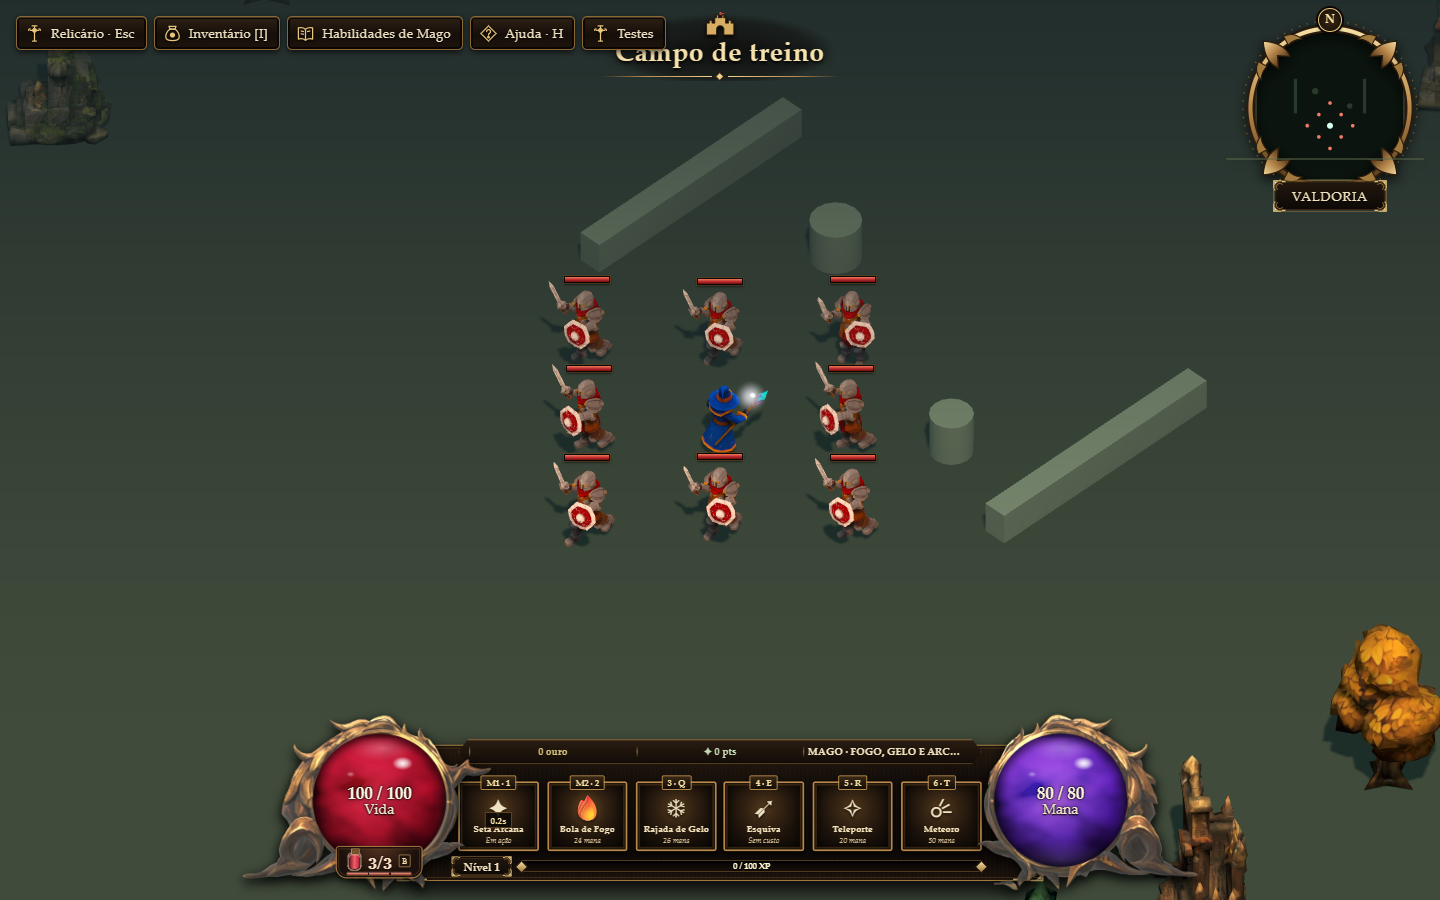 Relicário · Esc
Inventário [I]
Habilidades de Mago
Ajuda · H
Testes
Campo de treino
N
VALDORIA
0 ouro
0 pts
MAGO · FOGO, GELO E ARC...
100 / 100
Vida
3/3
B
M1 · 1
0.2s
Seta Arcana
Em ação
M2 · 2
Bola de Fogo
24 mana
3 · Q
Rajada de Gelo
26 mana
4 · E
Esquiva
Sem custo
5 · R
Teleporte
20 mana
6 · T
Meteoro
50 mana
80 / 80
Mana
Nível 1
0 / 100 XP